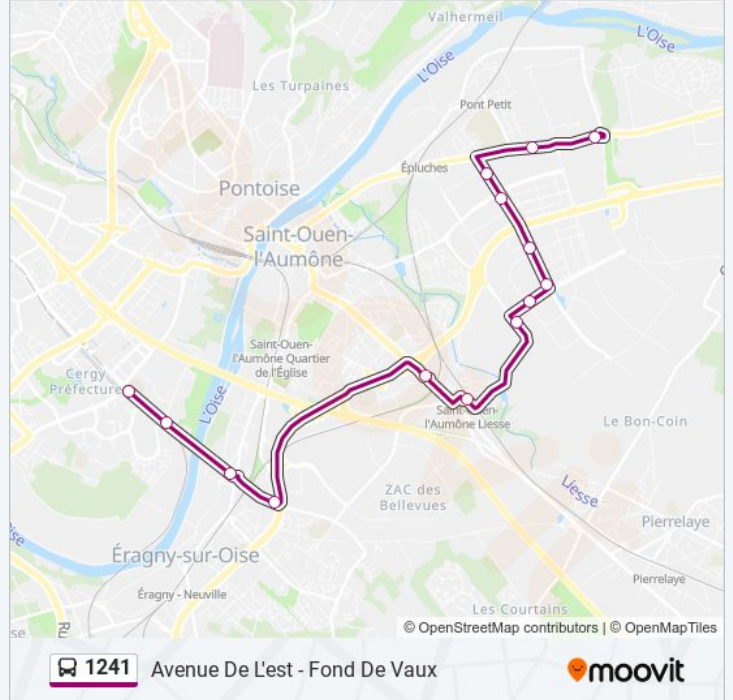 Valhermeil
L'Oise
L'Oise
Les Turpaines
Pont Petit
Épluches
Pontoise
Saint-Ouen-
l'Aumône
Saint-Ouen-
l'Aumône Quartier
de l'Église
Cergy
Préfecture
L'Oise
Saint-Ouen-
l'Aumône Liesse
Le Bon-Coin
ZAC des
Bellevues
Liesse
Pierrelaye
Éragny-sur-Oise
Pierrelaye
Éragny - Neuville
Les Courtains
© OpenStreetMap contributors | © OpenMapTiles
1241 Avenue De L'est - Fond De Vaux
moovit